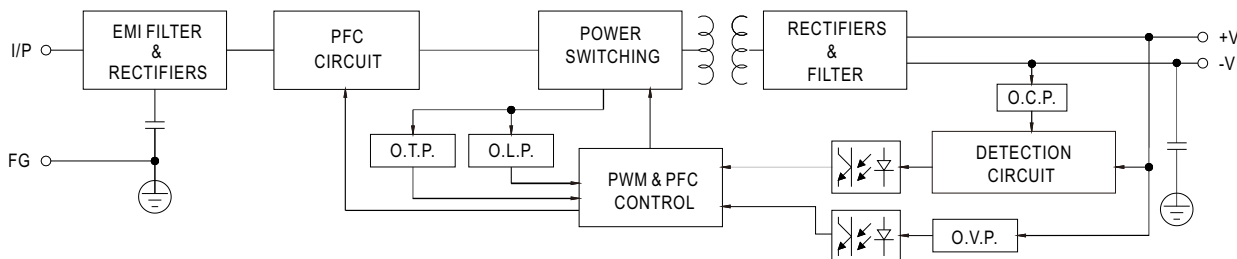 I/P
EMI FILTER
&
RECTIFIERS
PFC
CIRCUIT
POWER
SWITCHING
RECTIFIERS
&
FILTER
+V
-V
O.C.P.
FG
O.T.P.
O.L.P.
PWM & PFC
CONTROL
DETECTION
CIRCUIT
O.V.P.